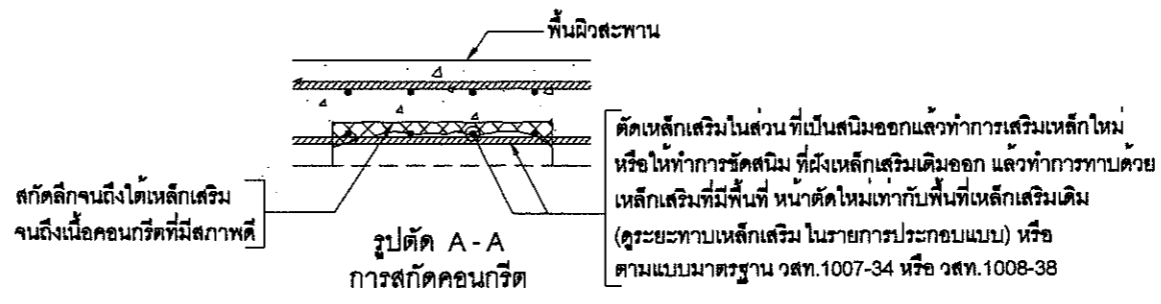 พื้นผิวสะพาน
ตัดเหล็กเสริมในส่วน ที่เป็นสนิมออกแล้วทำการเสริมเหล็กใหม่
หรือให้ทำการขัดสนิม ที่ฝังเหล็กเสริมเดิมออก แล้วทำการทาบด้วย
เหล็กเสริมที่มีพื้นที่ หน้าตัดใหม่เท่ากับพื้นที่เหล็กเสริมเดิม
(ดูระยะทาบเหล็กเสริม ในรายการประกอบแบบ) หรือ
ตามแบบมาตรฐาน วสท.1007-34 หรือ วสท.1008-38
สกัดลึกจนถึงใต้เหล็กเสริม
จนถึงเนื้อคอนกรีตที่มีสภาพดี
รูปตัด A - A
การสกัดคอนกรีต